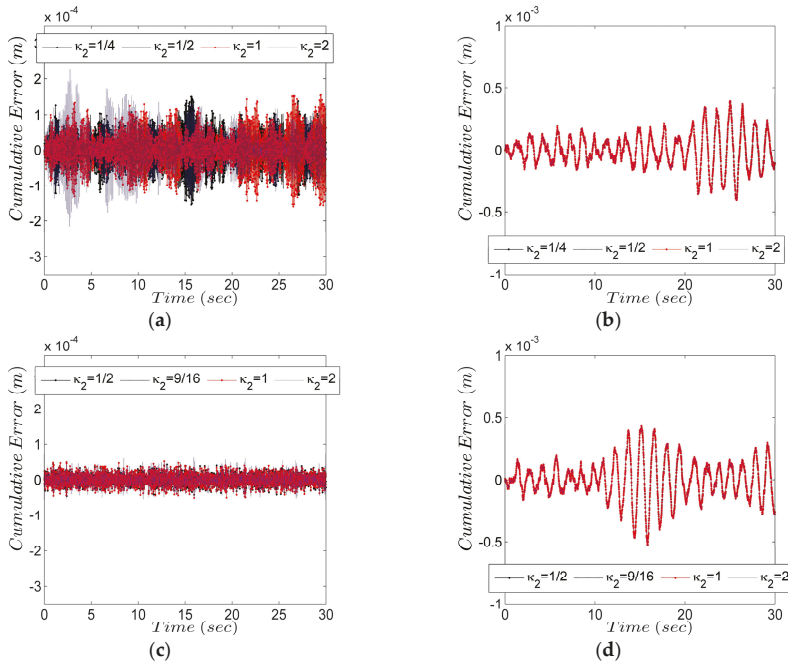 x 10⁻⁴
κ₂=1/4 κ₂=1/2 κ₂=1 κ₂=2
Cumulative Error (m)
2
1
0
-1
-2
-3
0 5 10 15 20 25 30
Time (sec)
(a)
x 10⁻³
1
0.5
0
-0.5
-1
Cumulative Error (m)
κ₂=1/4 κ₂=1/2 κ₂=1 κ₂=2
0 10 20 30
Time (sec)
(b)
x 10⁻⁴
κ₂=1/2 κ₂=9/16 κ₂=1 κ₂=2
Cumulative Error (m)
2
1
0
-1
-2
-3
0 5 10 15 20 25 30
Time (sec)
(c)
x 10⁻³
1
0.5
0
-0.5
-1
Cumulative Error (m)
κ₂=1/2 κ₂=9/16 κ₂=1 κ₂=2
0 10 20 30
Time (sec)
(d)